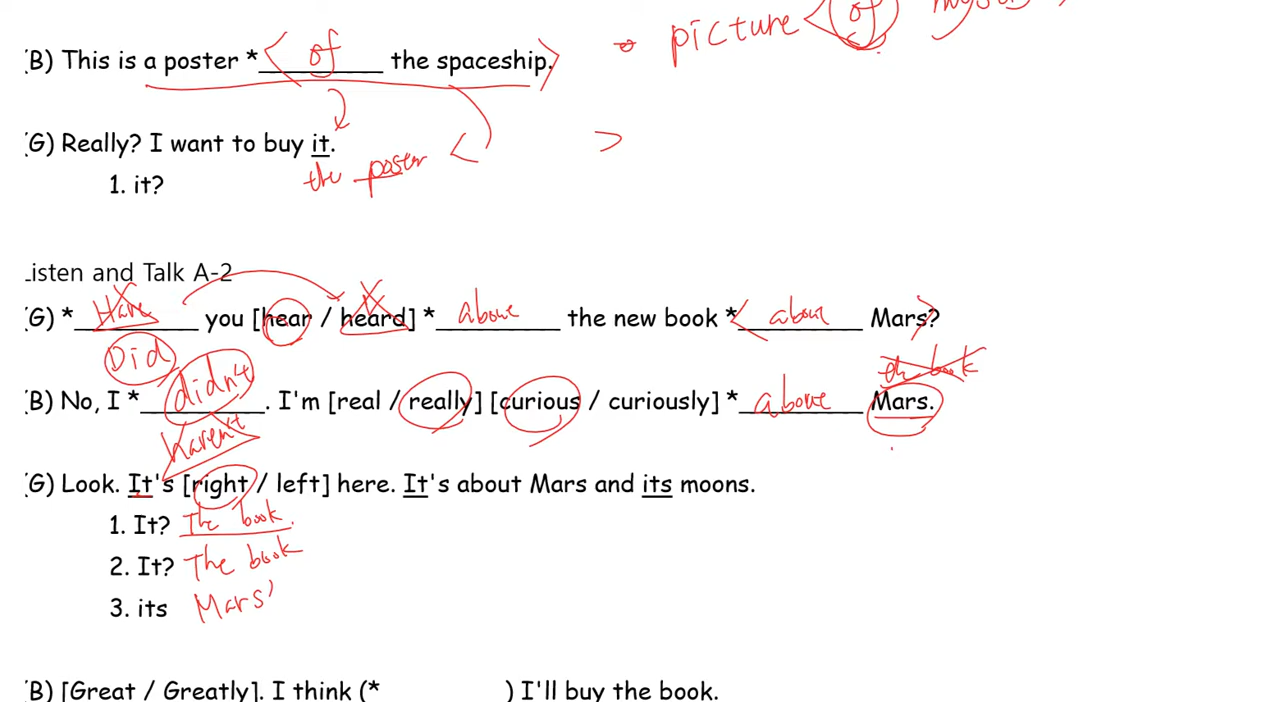 picture of
B) This is a poster * of the spaceship.
G) Really? I want to buy it.
the poster
1. it?
Listen and Talk A-2
G) * Have you [hear / heard] * about the new book * about Mars?
Did
the book
B) No, I * didn't. I'm [real / really] [curious / curiously] * about Mars.
haven't
G) Look. It's [right / left] here. It's about Mars and its moons.
1. It? The book.
2. It? The book
3. its Mars'
B) [Great / Greatly]. I think (* ) I'll buy the book.